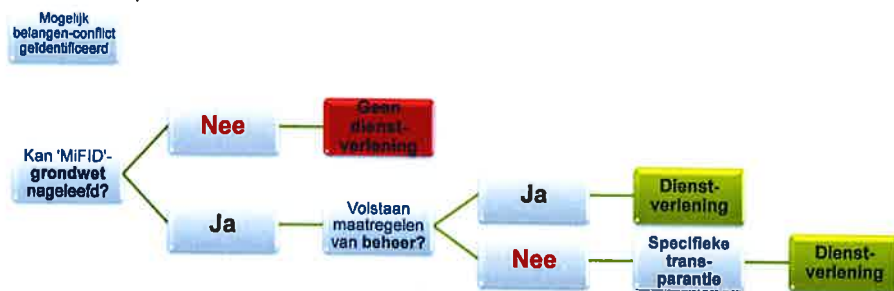 Mogelijk
belangen-conflict
geïdentificeerd
Nee
Geen
dienst-
verlening
Kan 'MiFID'-
grondwet
nageleefd?
Ja
Volstaan
maatregelen
van beheer?
Ja
Dienst-
verlening
Nee
Specifieke
trans-
parantie
Dienst-
verlening